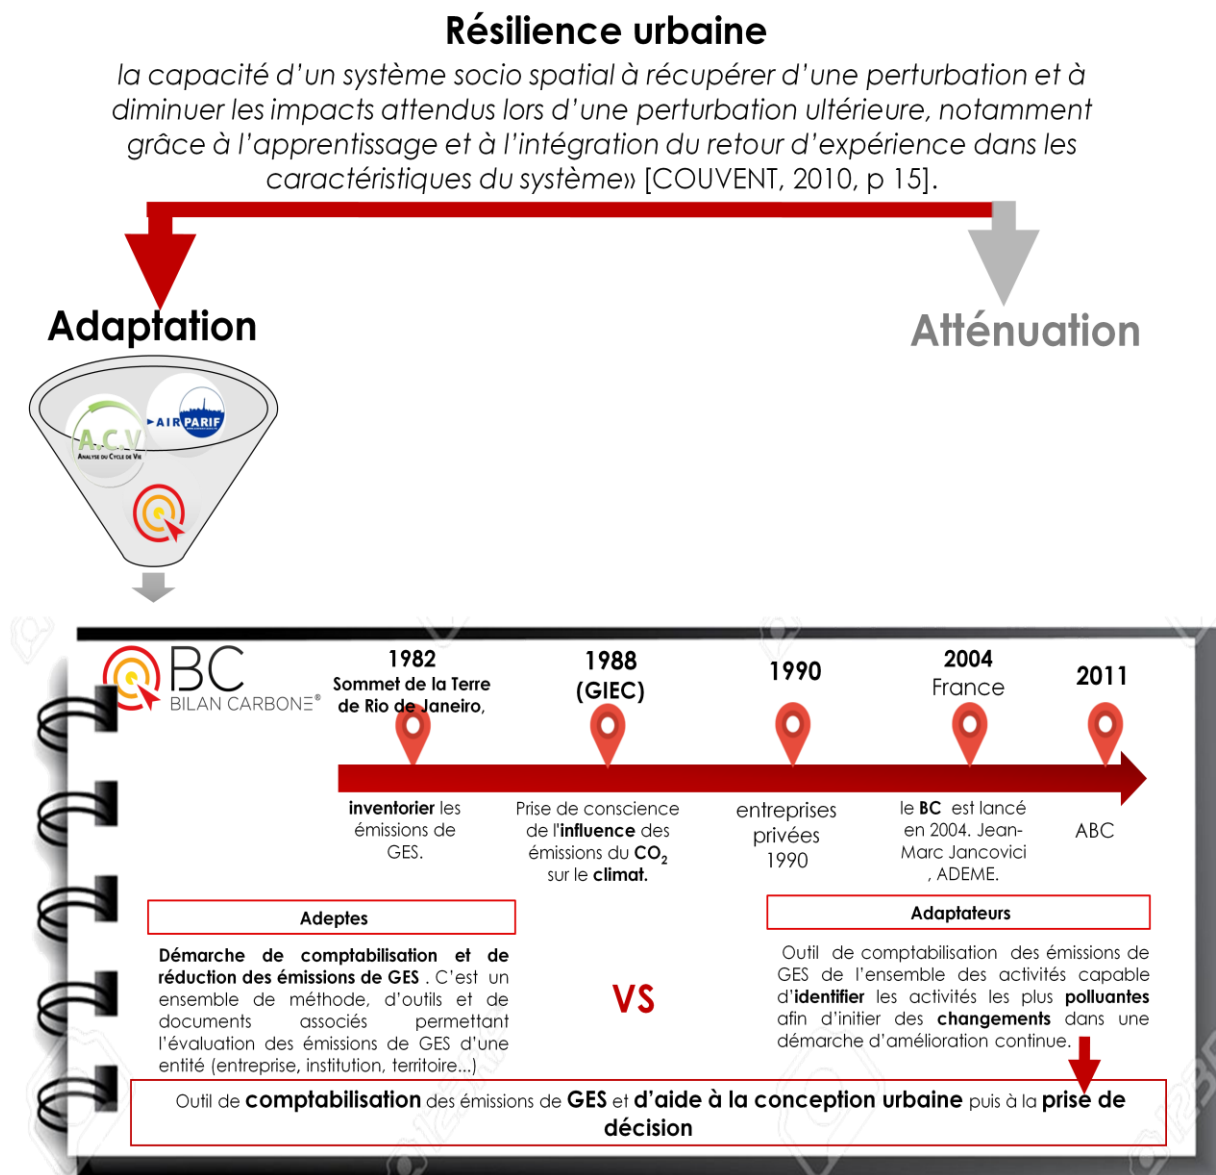 Résilience urbaine
la capacité d'un système socio spatial à récupérer d'une perturbation et à
diminuer les impacts attendus lors d'une perturbation ultérieure, notamment
grâce à l'apprentissage et à l'intégration du retour d'expérience dans les
caractéristiques du système» [COUVENT, 2010, p 15].
Adaptation
Atténuation
AIRPARIF
A.C.V
ANALYSE DU CYCLE DE VIE
BC
BILAN CARBONE®
1982
Sommet de la Terre
de Rio de Janeiro,
1988
(GIEC)
1990
2004
France
2011
inventorier les
émissions de
GES.
Prise de conscience
de l'influence des
émissions du CO₂
sur le climat.
entreprises
privées
1990
le BC est lancé
en 2004. Jean-
Marc Jancovici
, ADEME.
ABC
Adeptes
Démarche de comptabilisation et de
réduction des émissions de GES . C'est un
ensemble de méthode, d'outils et de
documents associés permettant
l'évaluation des émissions de GES d'une
entité (entreprise, institution, territoire...)
VS
Adaptateurs
Outil de comptabilisation des émissions de
GES de l'ensemble des activités capable
d'identifier les activités les plus polluantes
afin d'initier des changements dans une
démarche d'amélioration continue.
Outil de comptabilisation des émissions de GES et d'aide à la conception urbaine puis à la prise de
décision